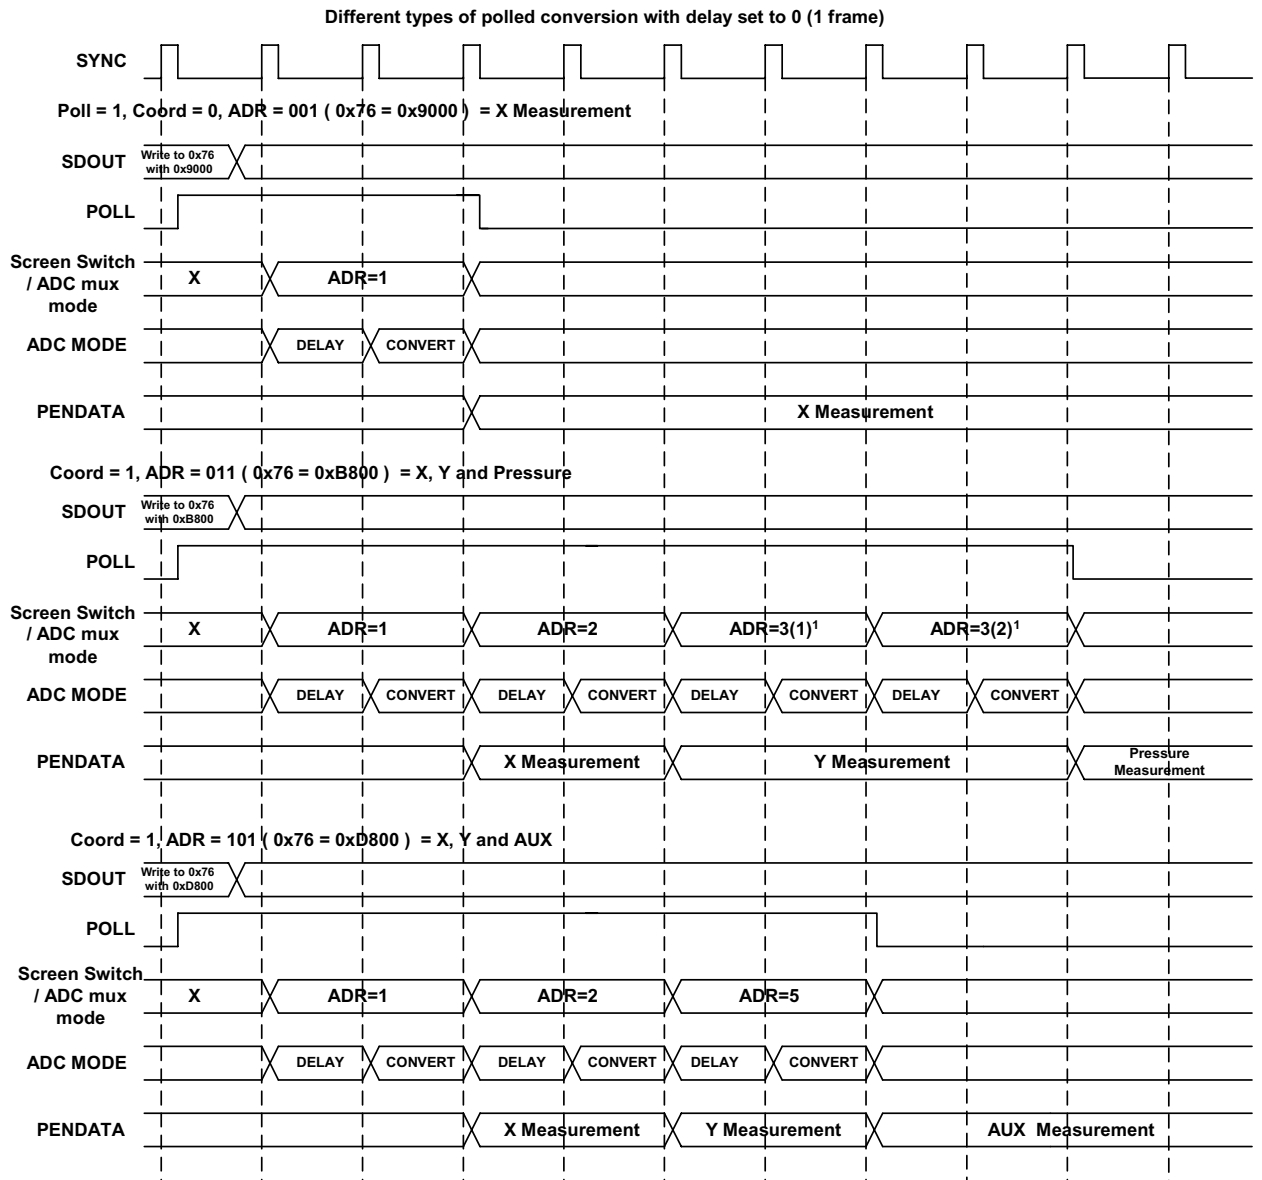 Different types of polled conversion with delay set to 0 (1 frame)
SYNC
Poll = 1, Coord = 0, ADR = 001 ( 0x76 = 0x9000 ) = X Measurement
SDOUT
Write to 0x76
with 0x9000
POLL
Screen Switch
/ ADC mux
mode
X
ADR=1
ADC MODE
DELAY
CONVERT
PENDATA
X Measurement
Coord = 1, ADR = 011 ( 0x76 = 0xB800 ) = X, Y and Pressure
SDOUT
Write to 0x76
with 0xB800
POLL
Screen Switch
/ ADC mux
mode
X
ADR=1
ADR=2
ADR=3(1)¹
ADR=3(2)¹
ADC MODE
DELAY
CONVERT
DELAY
CONVERT
DELAY
CONVERT
DELAY
CONVERT
PENDATA
X Measurement
Y Measurement
Pressure
Measurement
Coord = 1, ADR = 101 ( 0x76 = 0xD800 ) = X, Y and AUX
SDOUT
Write to 0x76
with 0xD800
POLL
Screen Switch
/ ADC mux
mode
X
ADR=1
ADR=2
ADR=5
ADC MODE
DELAY
CONVERT
DELAY
CONVERT
DELAY
CONVERT
PENDATA
X Measurement
Y Measurement
AUX Measurement